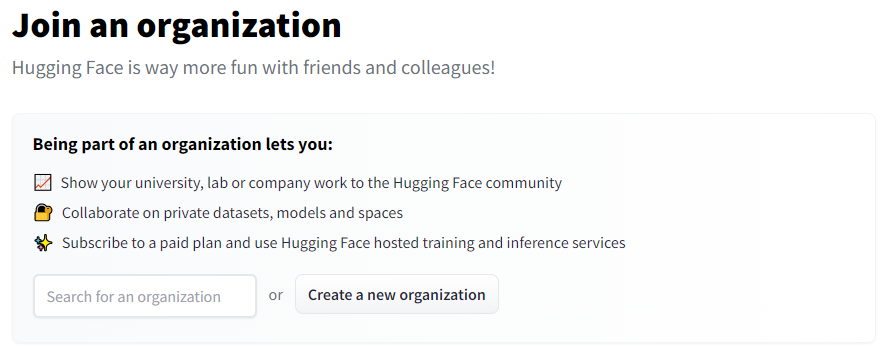 Join an organization
Hugging Face is way more fun with friends and colleagues!
Being part of an organization lets you:
Show your university, lab or company work to the Hugging Face community
Collaborate on private datasets, models and spaces
Subscribe to a paid plan and use Hugging Face hosted training and inference services
Search for an organization or Create a new organization